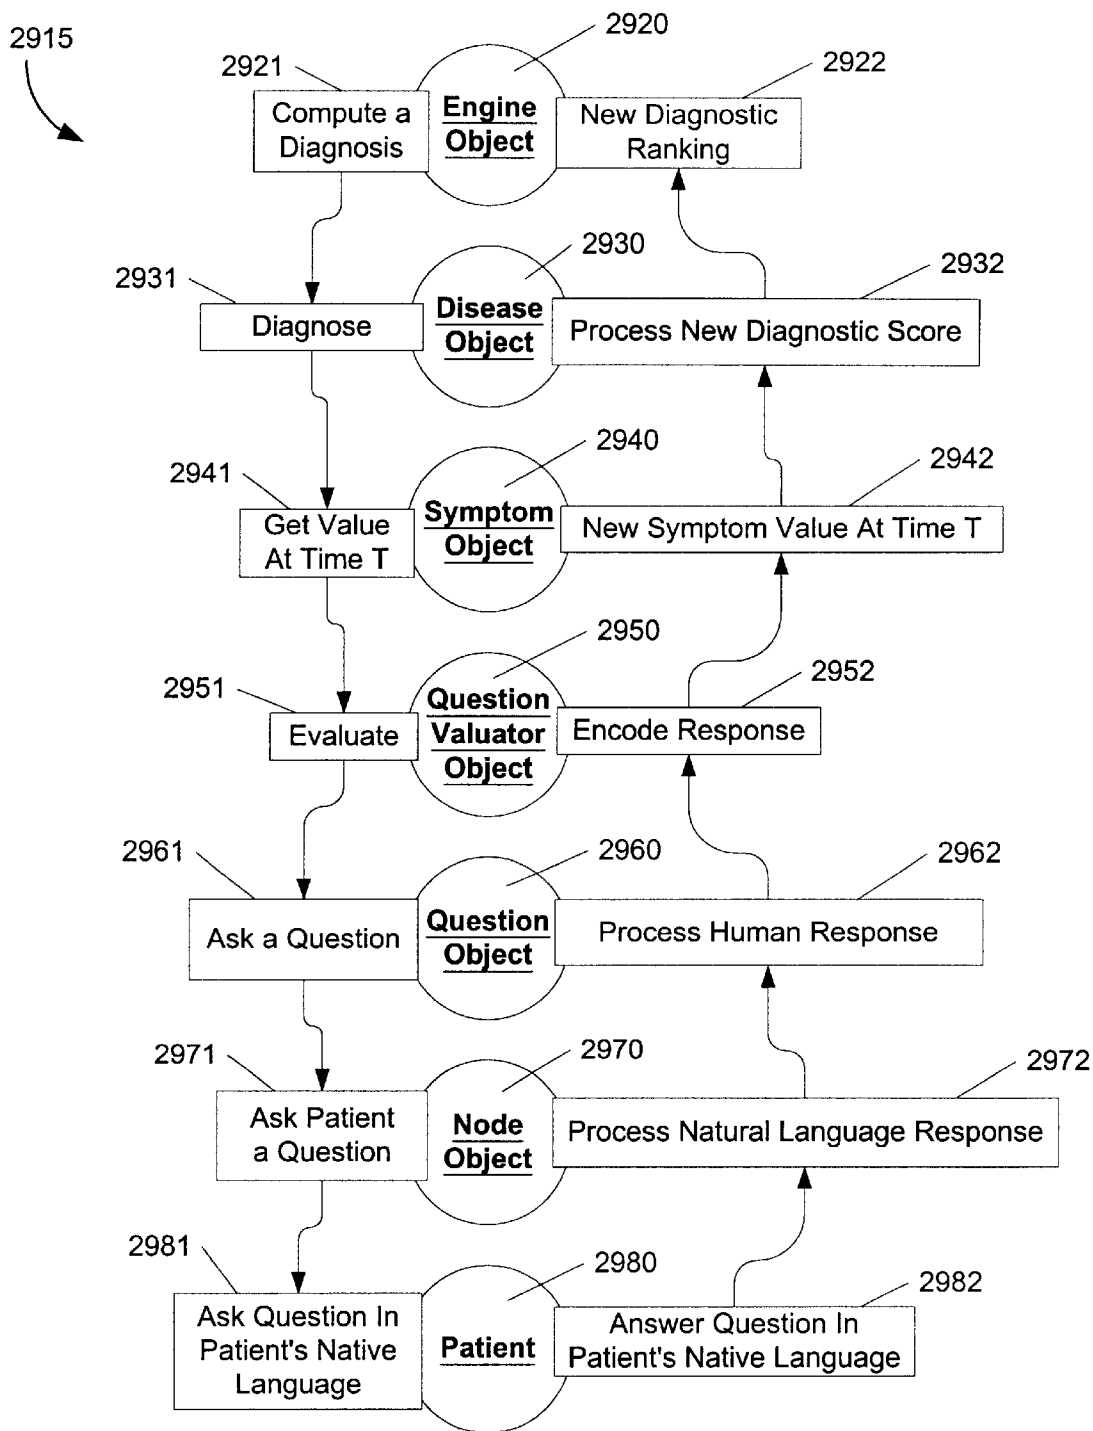 2915
2920
2921
2922
Compute a
Diagnosis
Engine
Object
New Diagnostic
Ranking
2930
2931
2932
Diagnose
Disease
Object
Process New Diagnostic Score
2940
2941
2942
Get Value
At Time T
Symptom
Object
New Symptom Value At Time T
2950
2951
2952
Evaluate
Question
Valuator
Object
Encode Response
2960
2961
2962
Ask a Question
Question
Object
Process Human Response
2970
2971
2972
Ask Patient
a Question
Node
Object
Process Natural Language Response
2980
2981
2982
Ask Question In
Patient's Native
Language
Patient
Answer Question In
Patient's Native Language